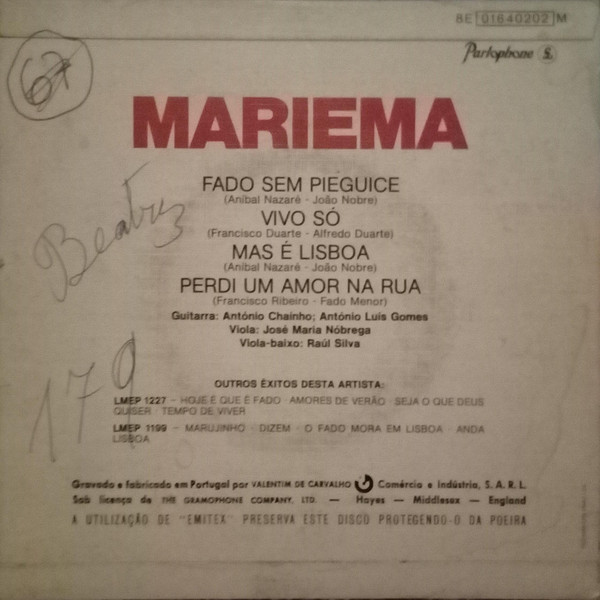 8E 01640202 M
Parlophone
67
MARIEMA
FADO SEM PIEGUICE
(Aníbal Nazaré - João Nobre)
VIVO SÓ
(Francisco Duarte - Alfredo Duarte)
MAS É LISBOA
(Aníbal Nazaré - João Nobre)
PERDI UM AMOR NA RUA
(Francisco Ribeiro - Fado Menor)
Guitarra: António Chainho; António Luís Gomes
Viola: José Maria Nóbrega
Viola-baixo: Raúl Silva
Beatriz
179
OUTROS ÉXITOS DESTA ARTISTA:
LMEP 1227 - HOJE É QUE É FADO · AMORES DE VERÃO · SEJA O QUE DEUS
QUISER · TEMPO DE VIVER
LMEP 1199 - MARUJINHO · DIZEM · O FADO MORA EM LISBOA · ANDA
LISBOA
Gravado e fabricado em Portugal por VALENTIM DE CARVALHO Comércio e Indústria, S. A. R. L.
Sob licença de THE GRAMOPHONE COMPANY, LTD. — Hayes — Middlesex — England
A UTILIZAÇÃO DE "EMITEX" PRESERVA ESTE DISCO PROTEGENDO-O DA POEIRA